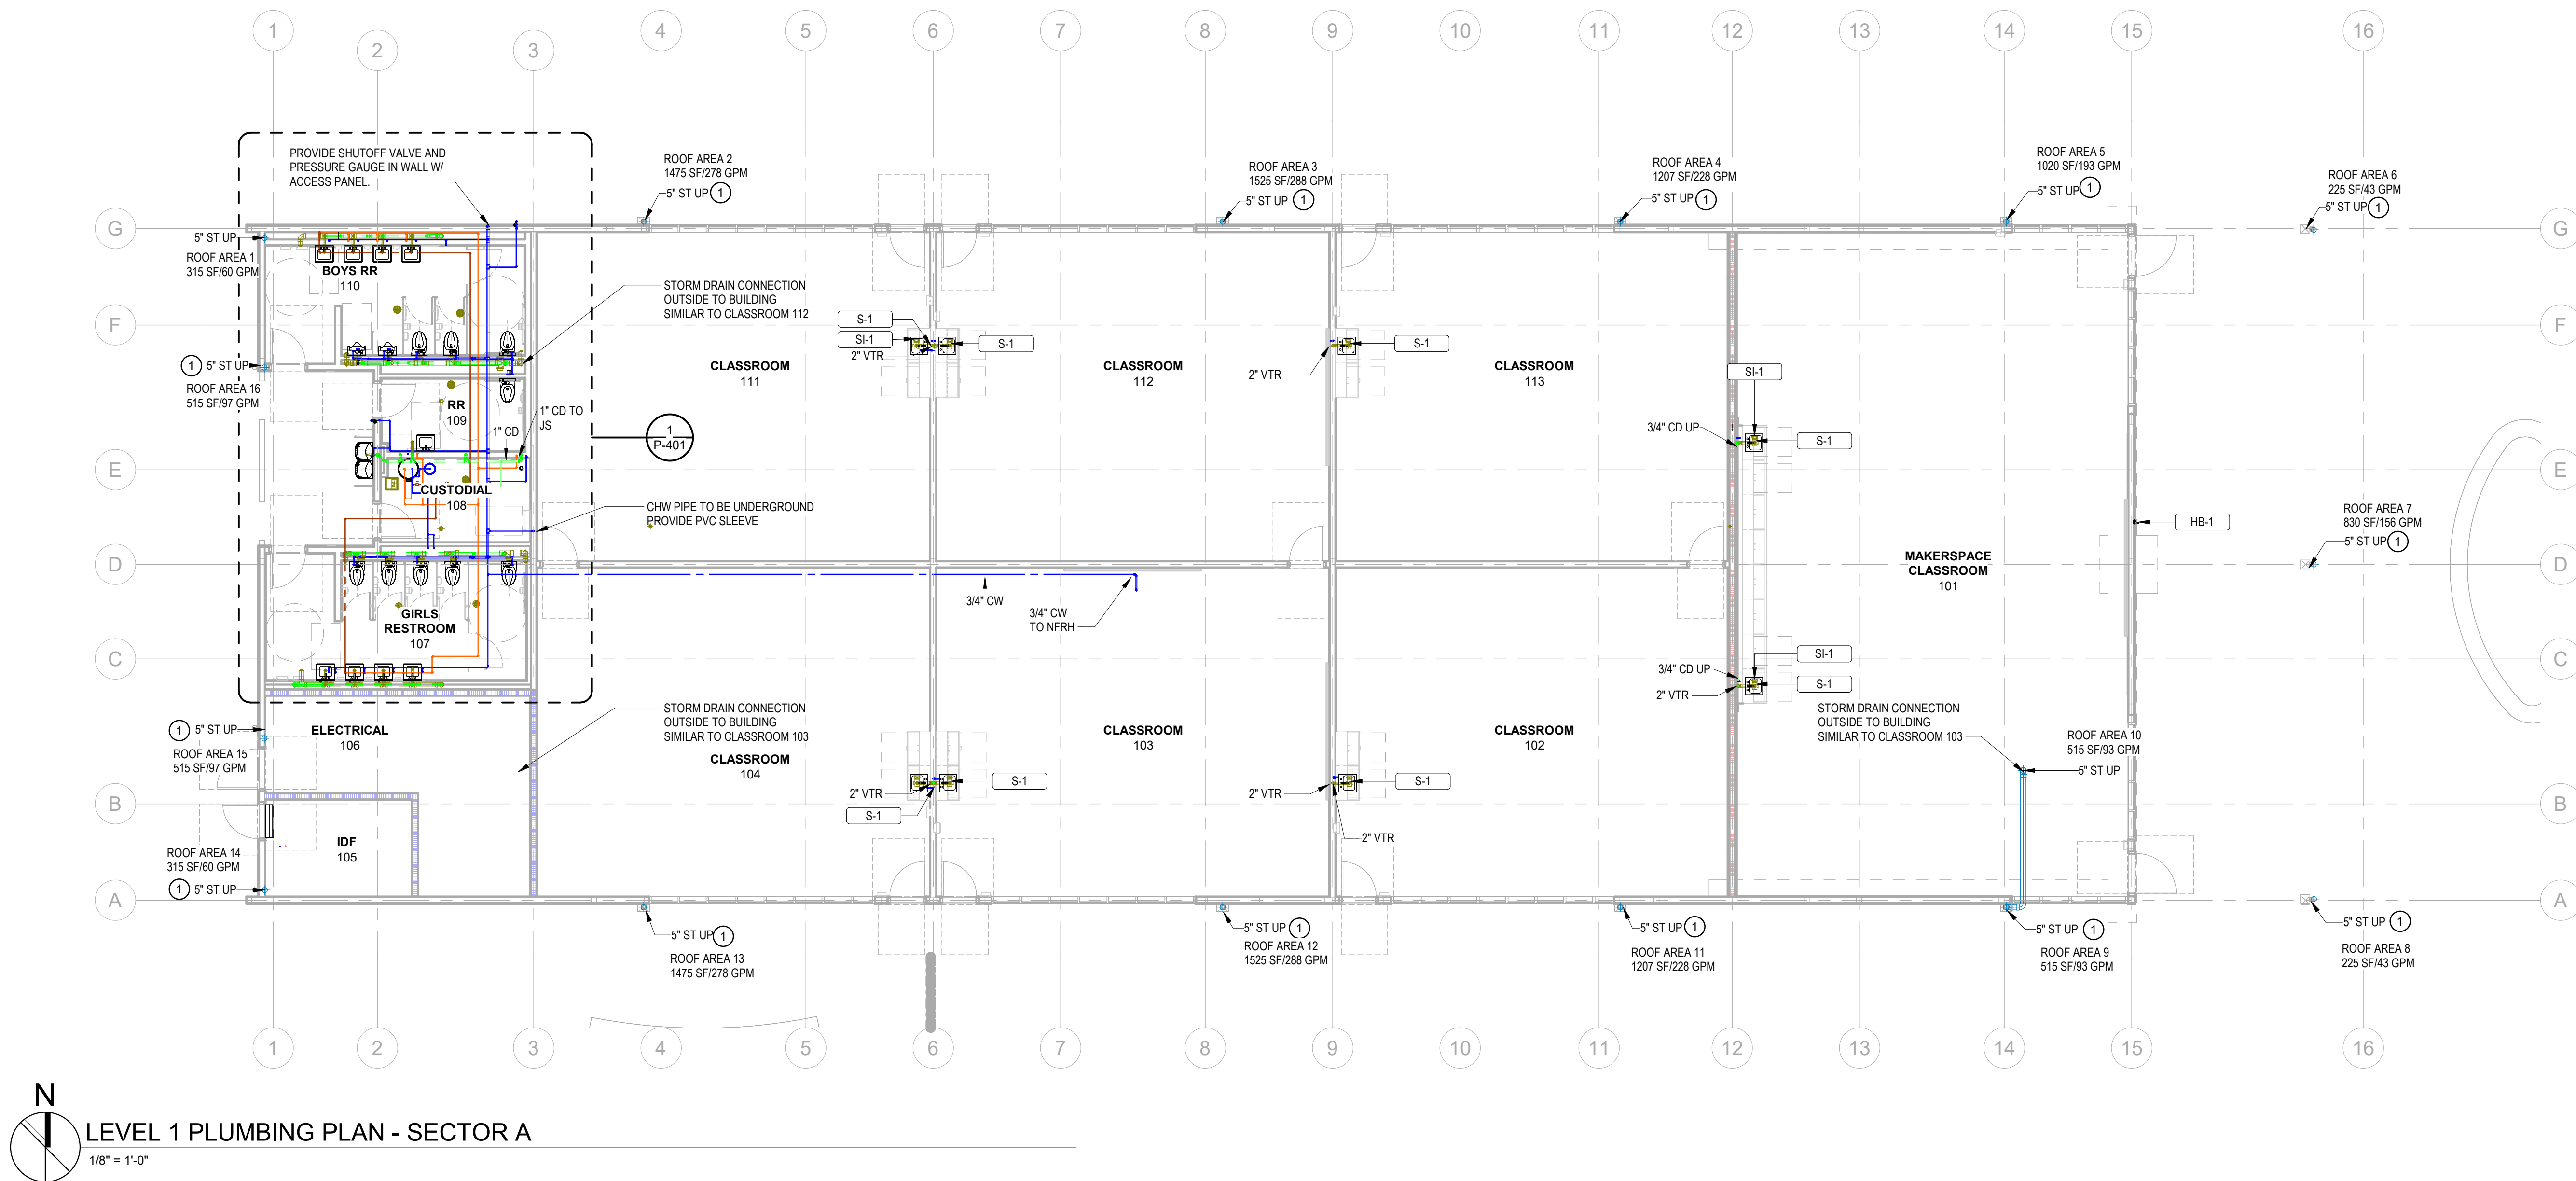 1 2 3 4 5 6 7 8 9 10 11 12 13 14 15 16
PROVIDE SHUTOFF VALVE AND
PRESSURE GAUGE IN WALL W/
ACCESS PANEL.
ROOF AREA 2
1475 SF/278 GPM
5" ST UP 1
ROOF AREA 3
1525 SF/288 GPM
5" ST UP 1
ROOF AREA 4
1207 SF/228 GPM
5" ST UP 1
ROOF AREA 5
1020 SF/193 GPM
5" ST UP 1
ROOF AREA 6
225 SF/43 GPM
5" ST UP 1
G
G
5" ST UP
ROOF AREA 1
315 SF/60 GPM
BOYS RR
110
STORM DRAIN CONNECTION
OUTSIDE TO BUILDING
SIMILAR TO CLASSROOM 112
F
F
S-1
SI-1
2" VTR
S-1
2" VTR
S-1
1 5" ST UP
ROOF AREA 16
515 SF/97 GPM
CLASSROOM
111
CLASSROOM
112
CLASSROOM
113
SI-1
RR
109
1" CD TO
JS
1" CD
1
P-401
3/4" CD UP
S-1
E
E
CUSTODIAL
108
CHW PIPE TO BE UNDERGROUND
PROVIDE PVC SLEEVE
HB-1
ROOF AREA 7
830 SF/156 GPM
5" ST UP 1
D
D
MAKERSPACE
CLASSROOM
101
3/4" CW
3/4" CW
TO NFRH
GIRLS
RESTROOM
107
C
C
SI-1
3/4" CD UP
S-1
2" VTR
STORM DRAIN CONNECTION
OUTSIDE TO BUILDING
SIMILAR TO CLASSROOM 103
STORM DRAIN CONNECTION
OUTSIDE TO BUILDING
SIMILAR TO CLASSROOM 103
1 5" ST UP
ROOF AREA 15
515 SF/97 GPM
ELECTRICAL
106
CLASSROOM
104
CLASSROOM
103
CLASSROOM
102
ROOF AREA 10
515 SF/93 GPM
5" ST UP
S-1
2" VTR
S-1
2" VTR
S-1
2" VTR
B
B
IDF
105
ROOF AREA 14
315 SF/60 GPM
1 5" ST UP
A
A
5" ST UP 1
ROOF AREA 13
1475 SF/278 GPM
5" ST UP 1
ROOF AREA 12
1525 SF/288 GPM
5" ST UP 1
ROOF AREA 11
1207 SF/228 GPM
5" ST UP 1
ROOF AREA 9
515 SF/93 GPM
5" ST UP 1
ROOF AREA 8
225 SF/43 GPM
1 2 3 4 5 6 7 8 9 10 11 12 13 14 15 16
N
LEVEL 1 PLUMBING PLAN - SECTOR A
1/8" = 1'-0"